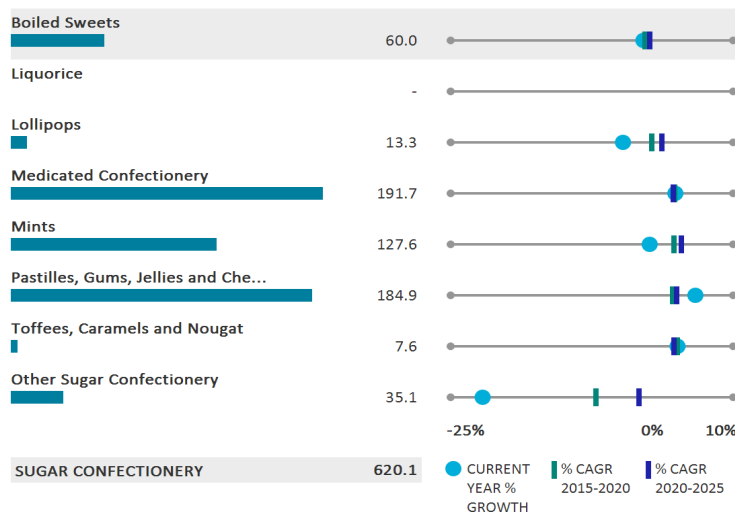 Boiled Sweets
60.0
Liquorice
-
Lollipops
13.3
Medicated Confectionery
191.7
Mints
127.6
Pastilles, Gums, Jellies and Che...
184.9
Toffees, Caramels and Nougat
7.6
Other Sugar Confectionery
35.1
-25% 0% 10%
SUGAR CONFECTIONERY 620.1
CURRENT
YEAR %
GROWTH
% CAGR
2015-2020
% CAGR
2020-2025